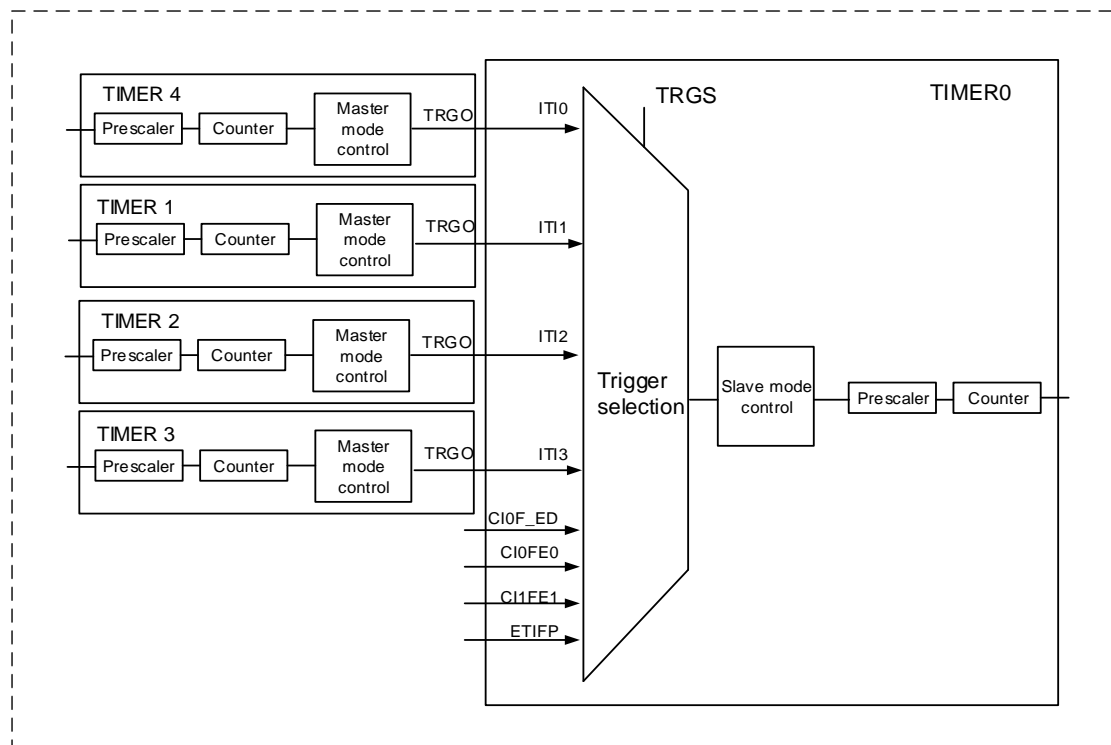 TIMER 4
Prescaler
Counter
Master
mode
control
TRGO
ITI0
TRGS
TIMER0
TIMER 1
Prescaler
Counter
Master
mode
control
TRGO
ITI1
TIMER 2
Prescaler
Counter
Master
mode
control
TRGO
ITI2
TIMER 3
Prescaler
Counter
Master
mode
control
TRGO
ITI3
CI0F_ED
CI0FE0
CI1FE1
ETIFP
Trigger
selection
Slave mode
control
Prescaler
Counter